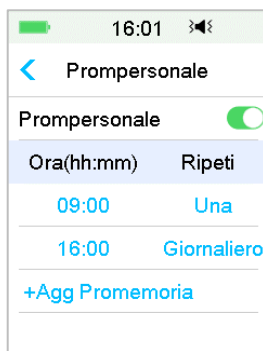 16:01
Prompersonale
Prompersonale
Ora(hh:mm) Ripeti
09:00 Una
16:00 Giornaliero
+Agg Promemoria